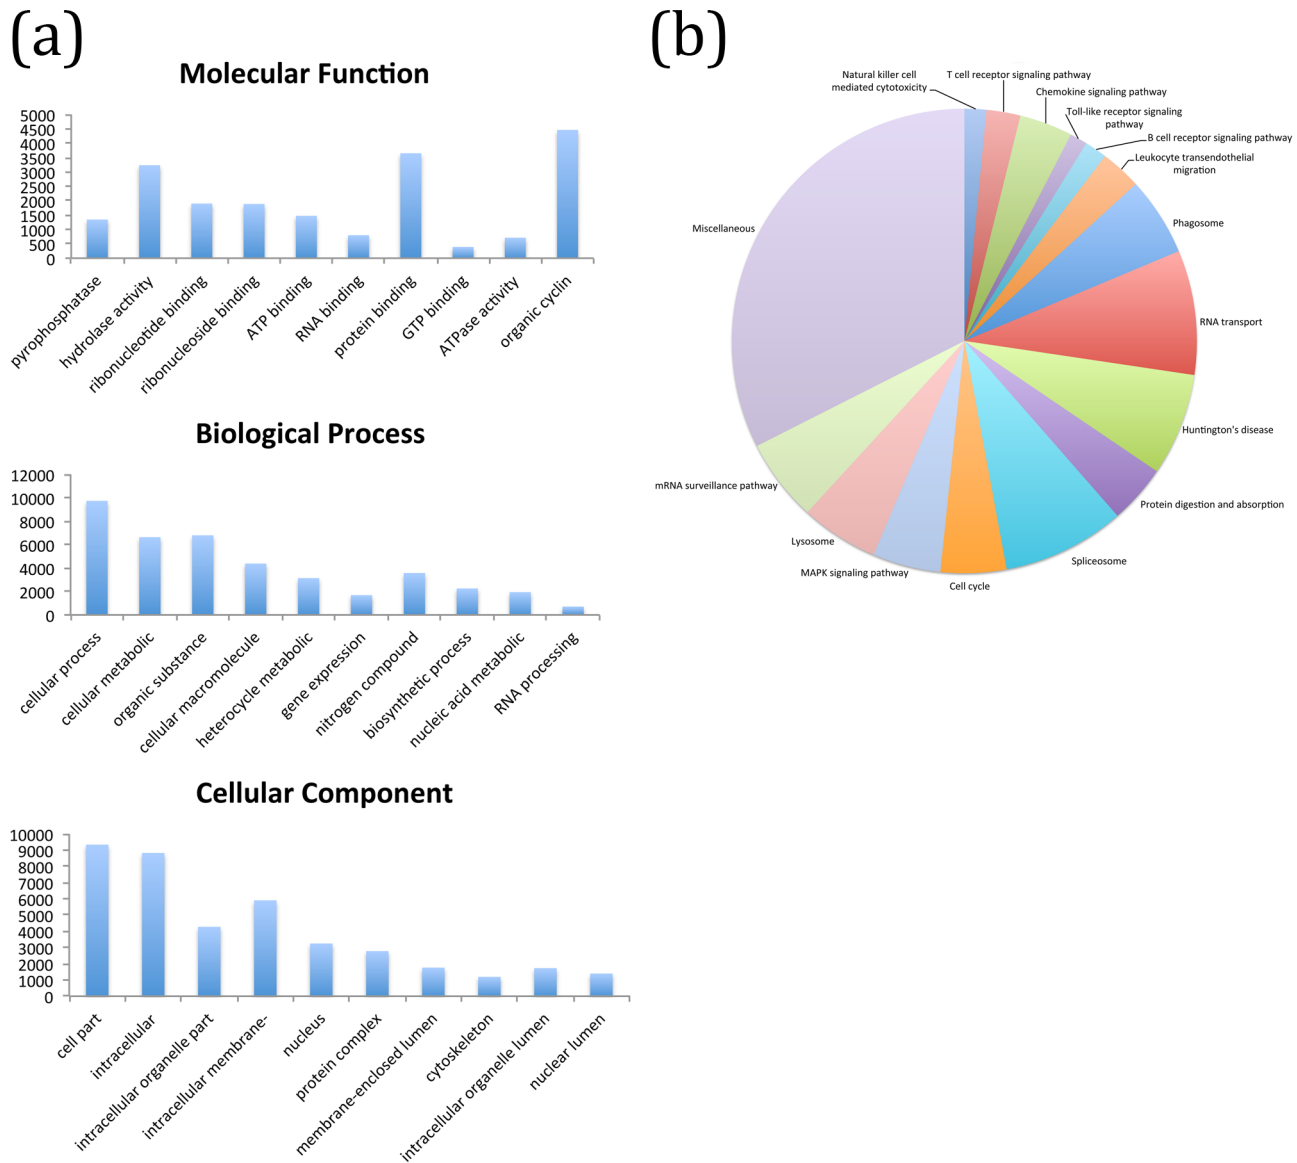 (a)
Molecular Function
5000
4500
4000
3500
3000
2500
2000
1500
1000
500
0
pyrophosphatase
hydrolase activity
ribonucleotide binding
ribonucleoside binding
ATP binding
RNA binding
protein binding
GTP binding
ATPase activity
organic cyclin
Biological Process
12000
10000
8000
6000
4000
2000
0
cellular process
cellular metabolic
organic substance
cellular macromolecule
heterocycle metabolic
gene expression
nitrogen compound
biosynthetic process
nucleic acid metabolic
RNA processing
Cellular Component
10000
9000
8000
7000
6000
5000
4000
3000
2000
1000
0
cell part
intracellular
intracellular organelle part
intracellular membrane-
nucleus
protein complex
membrane-enclosed lumen
cytoskeleton
intracellular organelle lumen
nuclear lumen
(b)
Natural killer cell
mediated cytotoxicity
T cell receptor signaling pathway
Chemokine signaling pathway
Toll-like receptor signaling
pathway
B cell receptor signaling pathway
Leukocyte transendothelial
migration
Phagosome
RNA transport
Huntington's disease
Protein digestion and absorption
Spliceosome
Cell cycle
MAPK signaling pathway
Lysosome
mRNA surveillance pathway
Miscellaneous